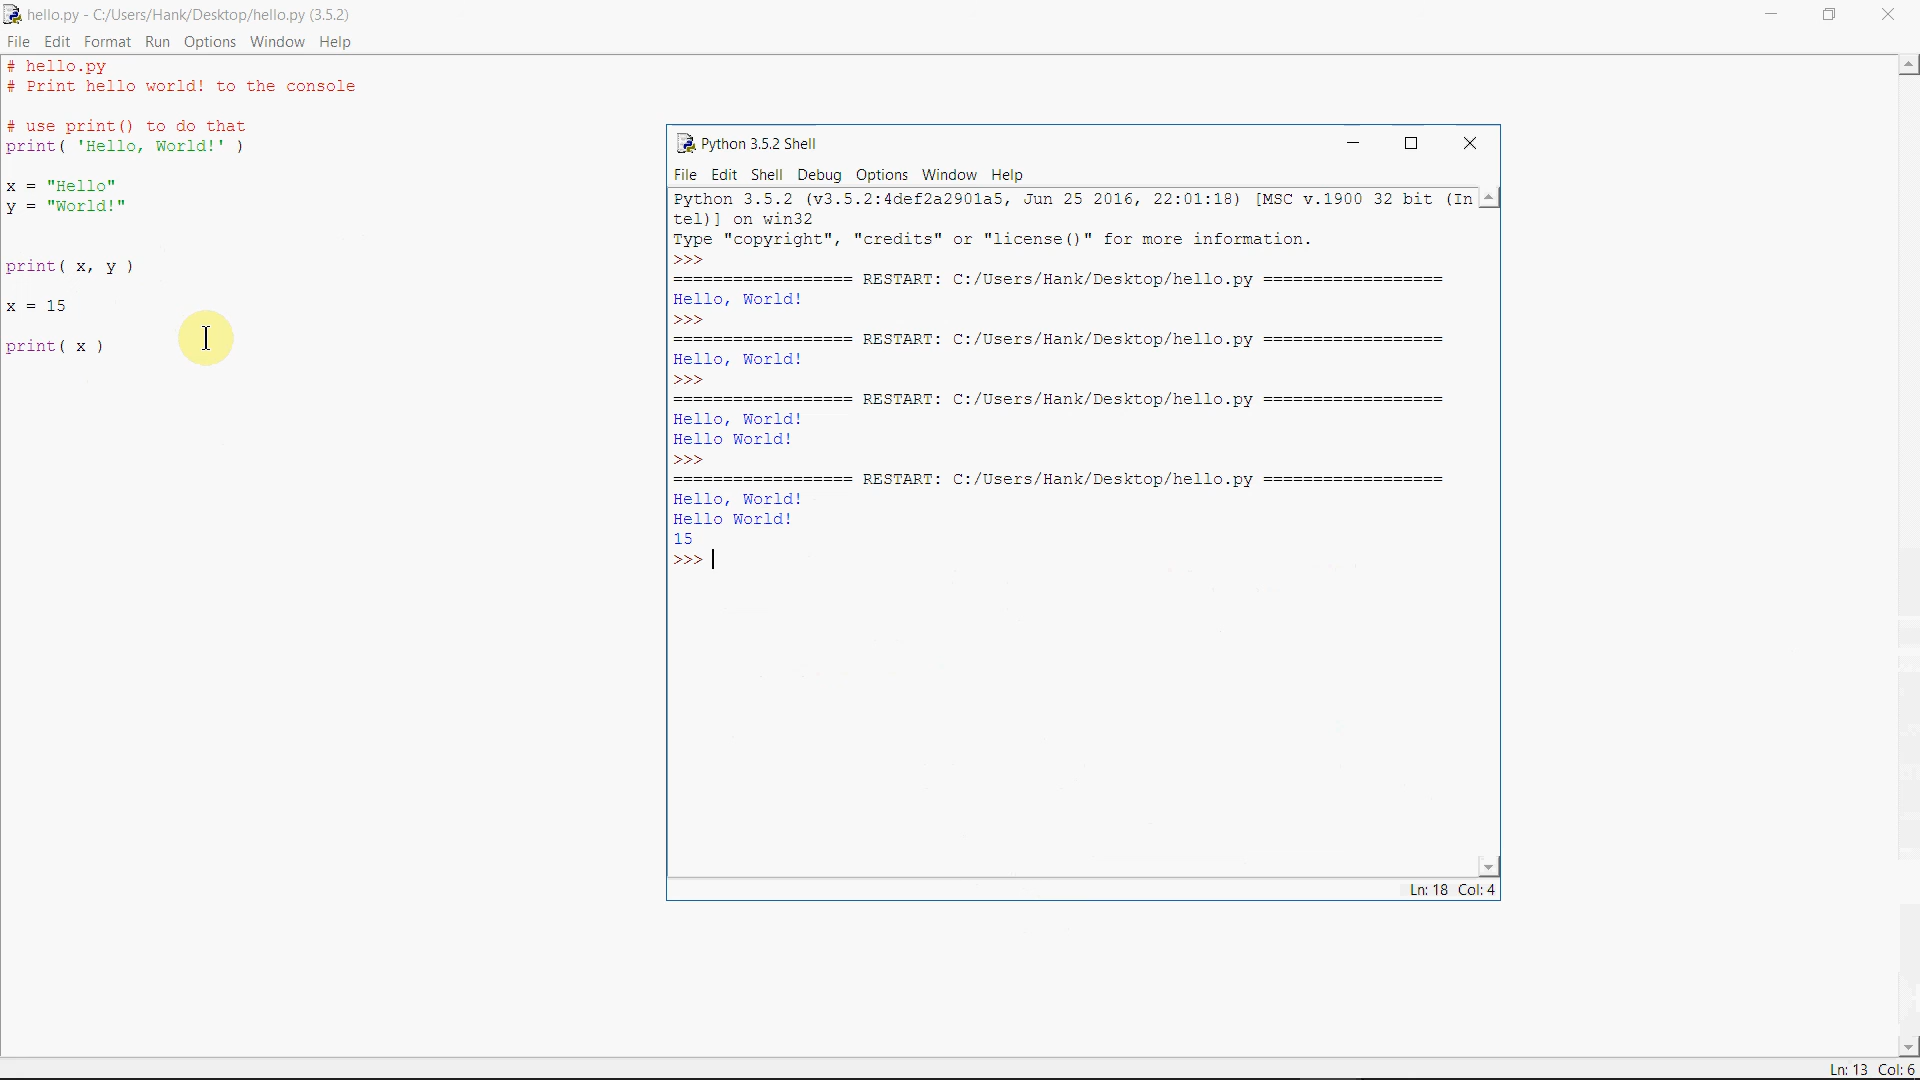 hello.py - C:/Users/Hank/Desktop/hello.py (3.5.2)
File Edit Format Run Options Window Help
# hello.py
# Print hello world! to the console
# use print() to do that
print( 'Hello, World!' )
x = "Hello"
y = "World!"
print( x, y )
x = 15
print( x )
Python 3.5.2 Shell
File Edit Shell Debug Options Window Help
Python 3.5.2 (v3.5.2:4def2a2901a5, Jun 25 2016, 22:01:18) [MSC v.1900 32 bit (In
tel)] on win32
Type "copyright", "credits" or "license()" for more information.
>>>
================== RESTART: C:/Users/Hank/Desktop/hello.py ==================
Hello, World!
>>>
================== RESTART: C:/Users/Hank/Desktop/hello.py ==================
Hello, World!
>>>
================== RESTART: C:/Users/Hank/Desktop/hello.py ==================
Hello, World!
Hello World!
>>>
================== RESTART: C:/Users/Hank/Desktop/hello.py ==================
Hello, World!
Hello World!
15
>>>
Ln: 18 Col: 4
Ln: 13 Col: 6